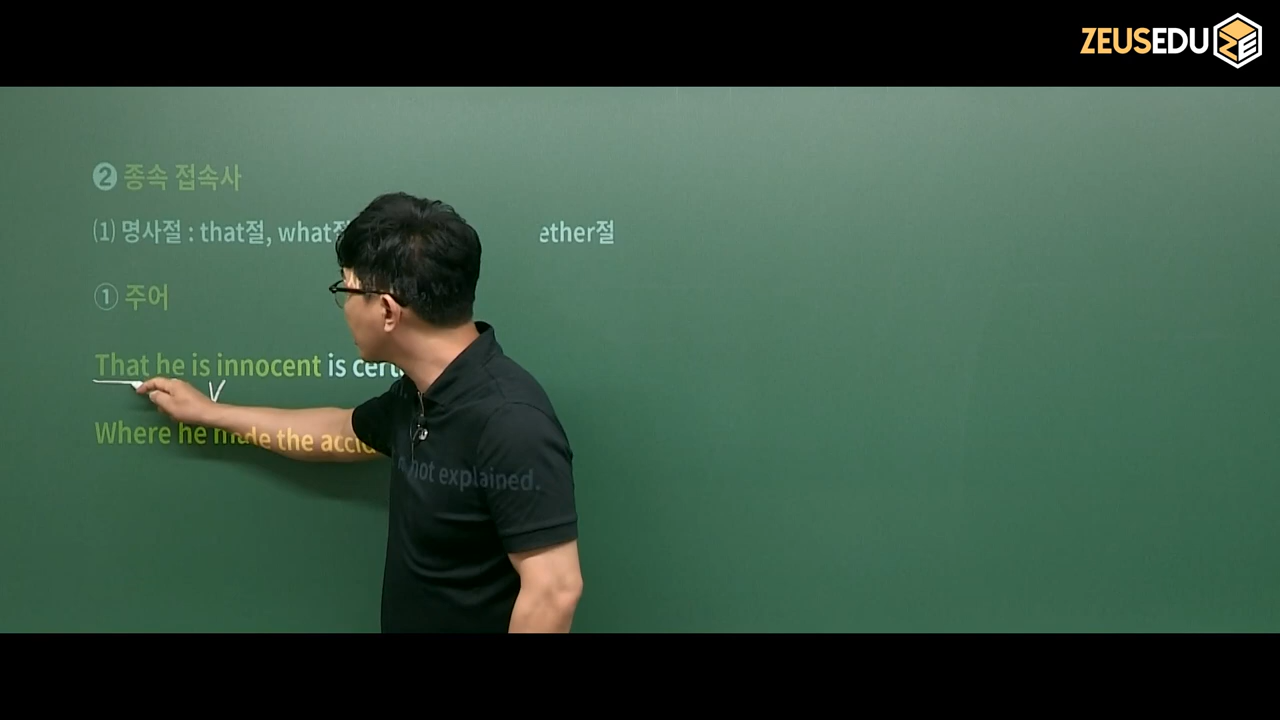 ZEUSEDU
❷ 종속 접속사
⑴ 명사절 : that절, what절 ether절
① 주어
That he is innocent is
Where he made the not explained.